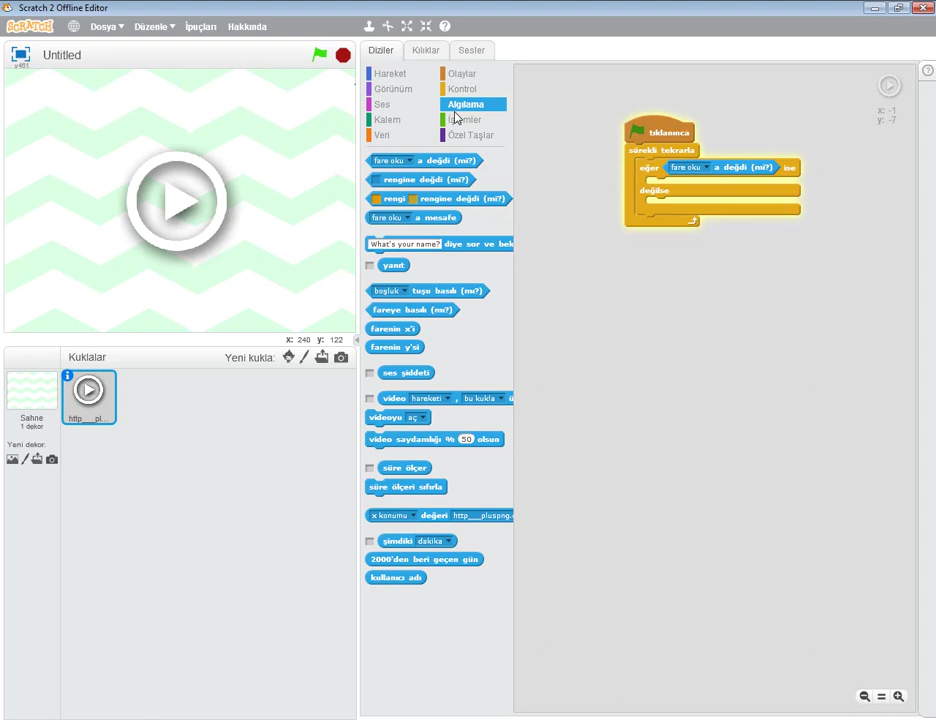 Scratch 2 Offline Editor
SCRATCH Dosya Düzenle İpuçları Hakkında
v461 Untitled
x: 240 y: 122
Kuklalar Yeni kukla:
Sahne
1 dekor
Yeni dekor:
http___pl...
Diziler Kılıklar Sesler
Hareket Olaylar
Görünüm Kontrol
Ses Algılama
Kalem
Veri Özel Taşlar
fare oku a değdi (mi?)
rengine değdi (mi?)
rengi rengine değdi (mi?)
fare oku a mesafe
What's your name? diye sor ve bek
yanıt
boşluk tuşu basılı (mı?)
fareye basılı (mı?)
farenin x'i
farenin y'si
ses şiddeti
video hareketi , bu kukla ü
videoyu aç
video saydamlığı % 50 olsun
süre ölçer
süre ölçeri sıfırla
x konumu değeri http___pluspng.c
şimdiki dakika
2000'den beri geçen gün
kullanıcı adı
x: -1
y: -7
tıklanınca
sürekli tekrarla
eğer fare oku a değdi (mi?) ise
değilse